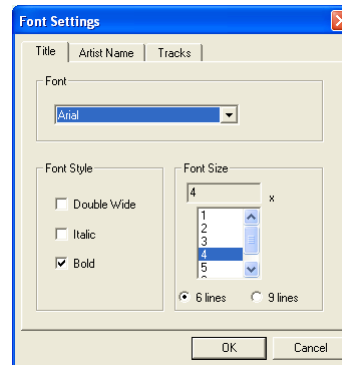 Font Settings
Title
Artist Name
Tracks
Font
Arial
Font Style
Double Wide
Italic
Bold
Font Size
4
x
1
2
3
4
5
6 lines
9 lines
OK
Cancel